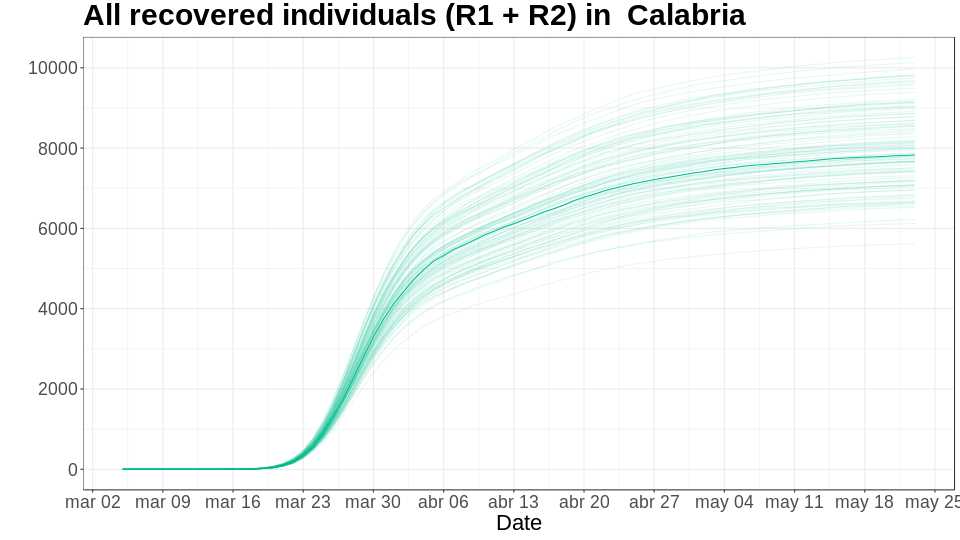 All recovered individuals (R1 + R2) in  Calabria
10000
8000
6000
4000
2000
0
mar 02 mar 09 mar 16 mar 23 mar 30 abr 06 abr 13 abr 20 abr 27 may 04 may 11 may 18 may 25
Date